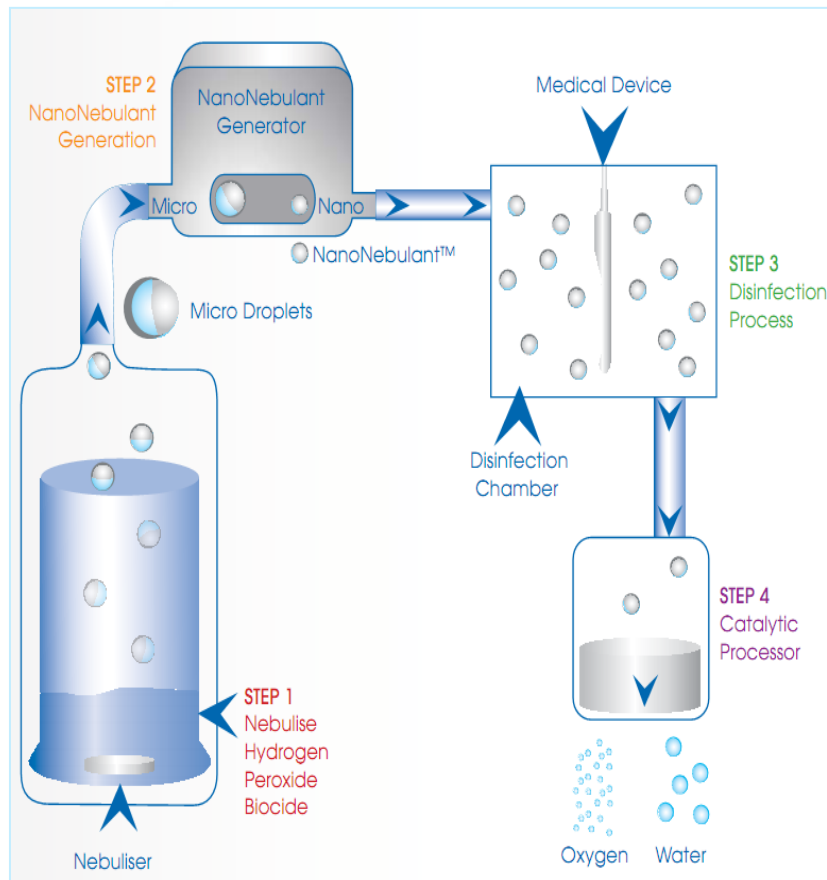 STEP 2
NanoNebulant
Generation
NanoNebulant
Generator
Micro
Nano
NanoNebulant™
Micro Droplets
Medical Device
STEP 3
Disinfection
Process
Disinfection
Chamber
STEP 4
Catalytic
Processor
STEP 1
Nebulise
Hydrogen
Peroxide
Biocide
Nebuliser
Oxygen
Water